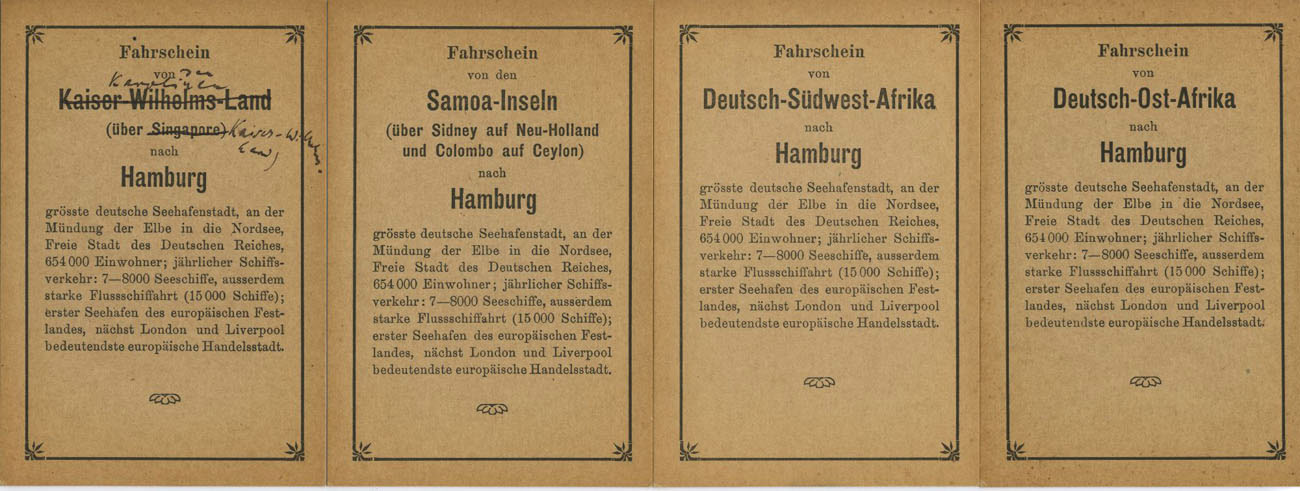 Fahrschein
von
Kaiser-Wilhelms-Land
(über Singapore)
nach
Hamburg
grösste deutsche Seehafenstadt, an der
Mündung der Elbe in die Nordsee,
Freie Stadt des Deutschen Reiches,
654 000 Einwohner; jährlicher Schiffs-
verkehr: 7—8000 Seeschiffe, ausserdem
starke Flussschiffahrt (15 000 Schiffe);
erster Seehafen des europäischen Fest-
landes, nächst London und Liverpool
bedeutendste europäische Handelsstadt.
Fahrschein
von den
Samoa-Inseln
(über Sidney auf Neu-Holland
und Colombo auf Ceylon)
nach
Hamburg
grösste deutsche Seehafenstadt, an der
Mündung der Elbe in die Nordsee,
Freie Stadt des Deutschen Reiches,
654 000 Einwohner; jährlicher Schiffs-
verkehr: 7—8000 Seeschiffe, ausserdem
starke Flussschiffahrt (15 000 Schiffe);
erster Seehafen des europäischen Fest-
landes, nächst London und Liverpool
bedeutendste europäische Handelsstadt.
Fahrschein
von
Deutsch-Südwest-Afrika
nach
Hamburg
grösste deutsche Seehafenstadt, an der
Mündung der Elbe in die Nordsee,
Freie Stadt des Deutschen Reiches,
654 000 Einwohner; jährlicher Schiffs-
verkehr: 7—8000 Seeschiffe, ausserdem
starke Flussschiffahrt (15 000 Schiffe);
erster Seehafen des europäischen Fest-
landes, nächst London und Liverpool
bedeutendste europäische Handelsstadt.
Fahrschein
von
Deutsch-Ost-Afrika
nach
Hamburg
grösste deutsche Seehafenstadt, an der
Mündung der Elbe in die Nordsee,
Freie Stadt des Deutschen Reiches,
654 000 Einwohner; jährlicher Schiffs-
verkehr: 7—8000 Seeschiffe, ausserdem
starke Flussschiffahrt (15 000 Schiffe);
erster Seehafen des europäischen Fest-
landes, nächst London und Liverpool
bedeutendste europäische Handelsstadt.